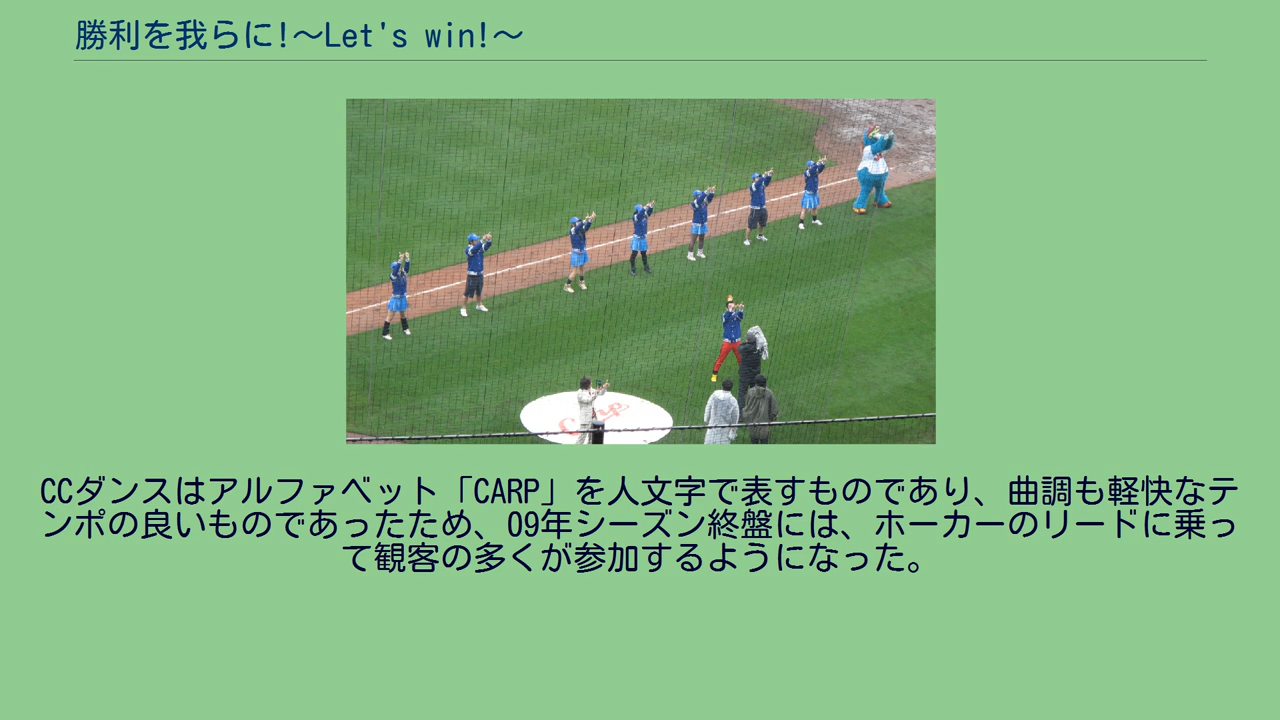 勝利を我らに!～Let's win!～
Carp
CCダンスはアルファベット「CARP」を人文字で表すものであり、曲調も軽快なテ
ンポの良いものであったため、09年シーズン終盤には、ホーカーのリードに乗っ
て観客の多くが参加するようになった。